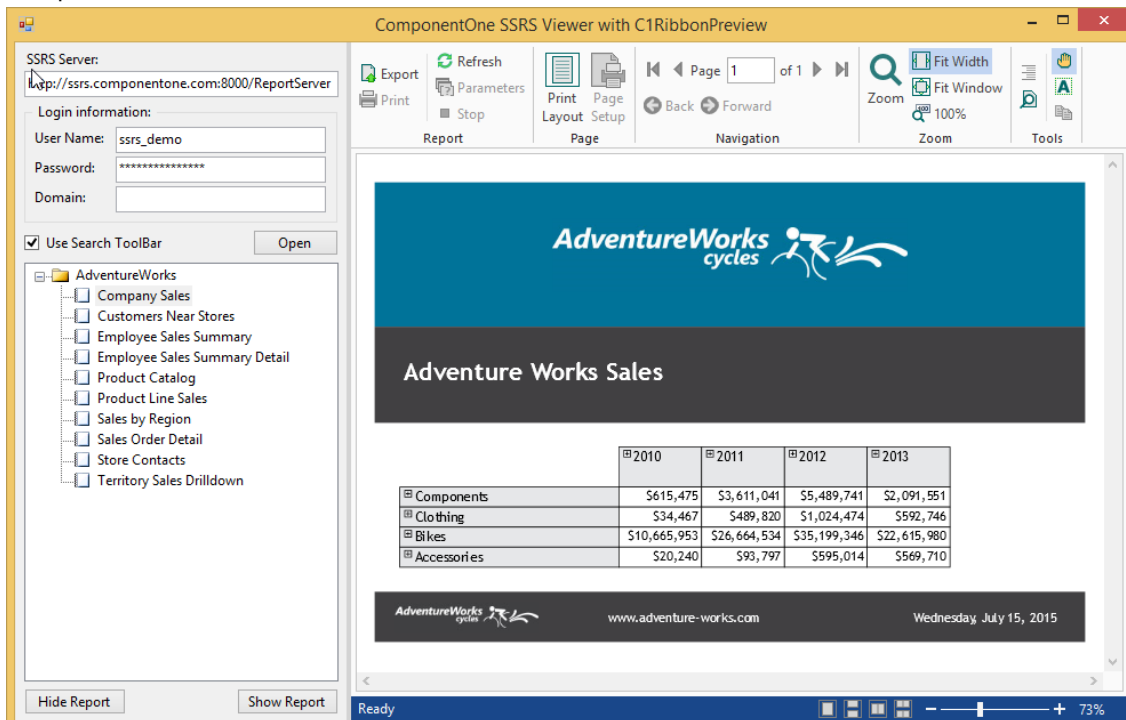 ComponentOne SSRS Viewer with C1RibbonPreview
SSRS Server:
http://ssrs.componentone.com:8000/ReportServer
Login information:
User Name: ssrs_demo
Password: ***************
Domain:
Use Search ToolBar Open
AdventureWorks
Company Sales
Customers Near Stores
Employee Sales Summary
Employee Sales Summary Detail
Product Catalog
Product Line Sales
Sales by Region
Sales Order Detail
Store Contacts
Territory Sales Drilldown
Hide Report Show Report
Export
Print
Refresh
Parameters
Stop
Report
Print Layout
Page Setup
Page
Page 1 of 1
Back Forward
Navigation
Zoom
Fit Width
Fit Window
100%
Zoom
A
Tools
AdventureWorks
cycles
Adventure Works Sales
2010 2011 2012 2013
Components $615,475 $3,611,041 $5,489,741 $2,091,551
Clothing $34,467 $489,820 $1,024,474 $592,746
Bikes $10,665,953 $26,664,534 $35,199,346 $22,615,980
Accessories $20,240 $93,797 $595,014 $569,710
AdventureWorks
cycles
www.adventure-works.com
Wednesday, July 15, 2015
Ready 73%